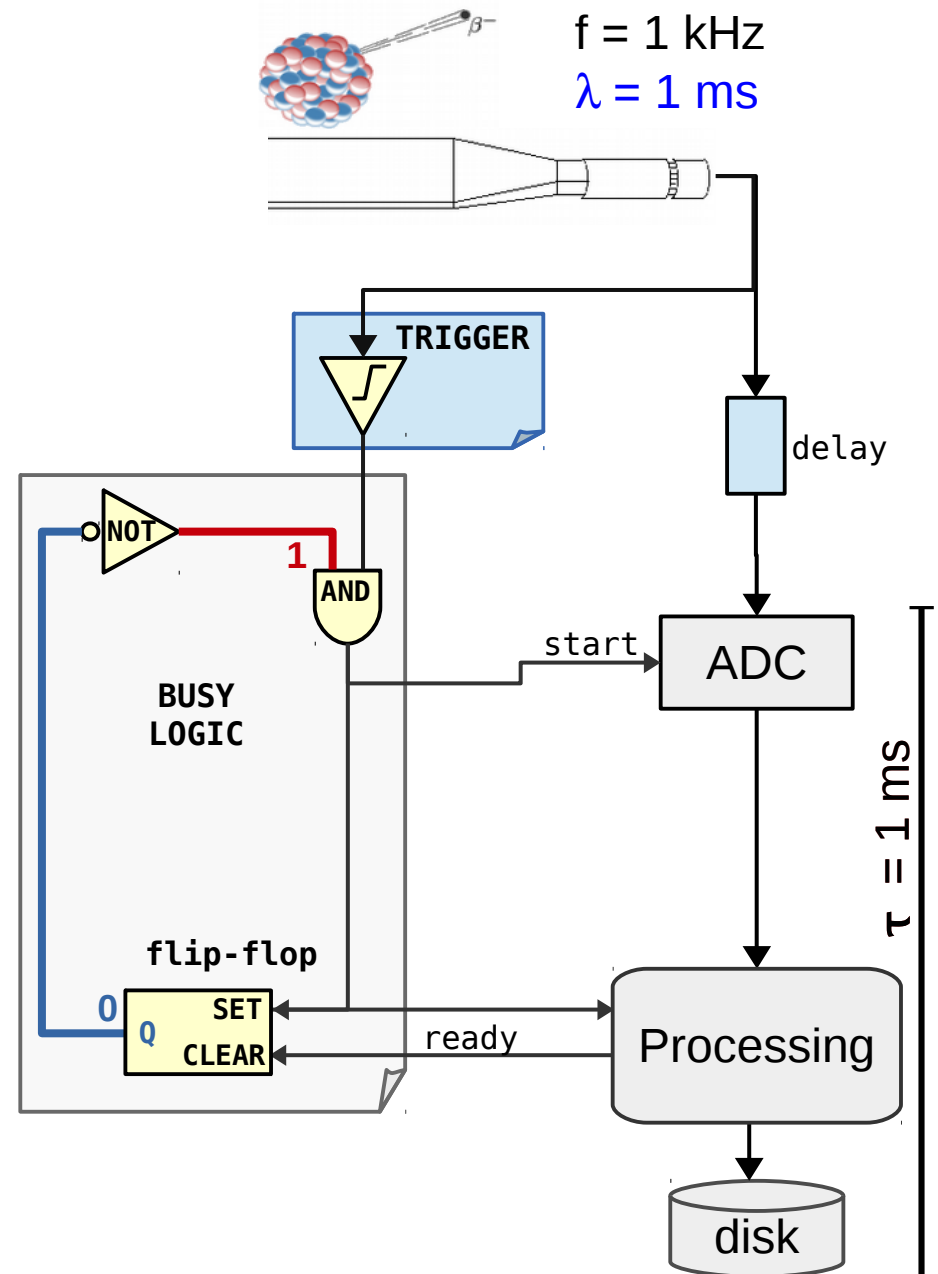 β⁻
f = 1 kHz
λ = 1 ms
TRIGGER
delay
NOT
1
AND
start
ADC
BUSY
LOGIC
τ = 1 ms
flip-flop
0
SET
Q
CLEAR
ready
Processing
disk